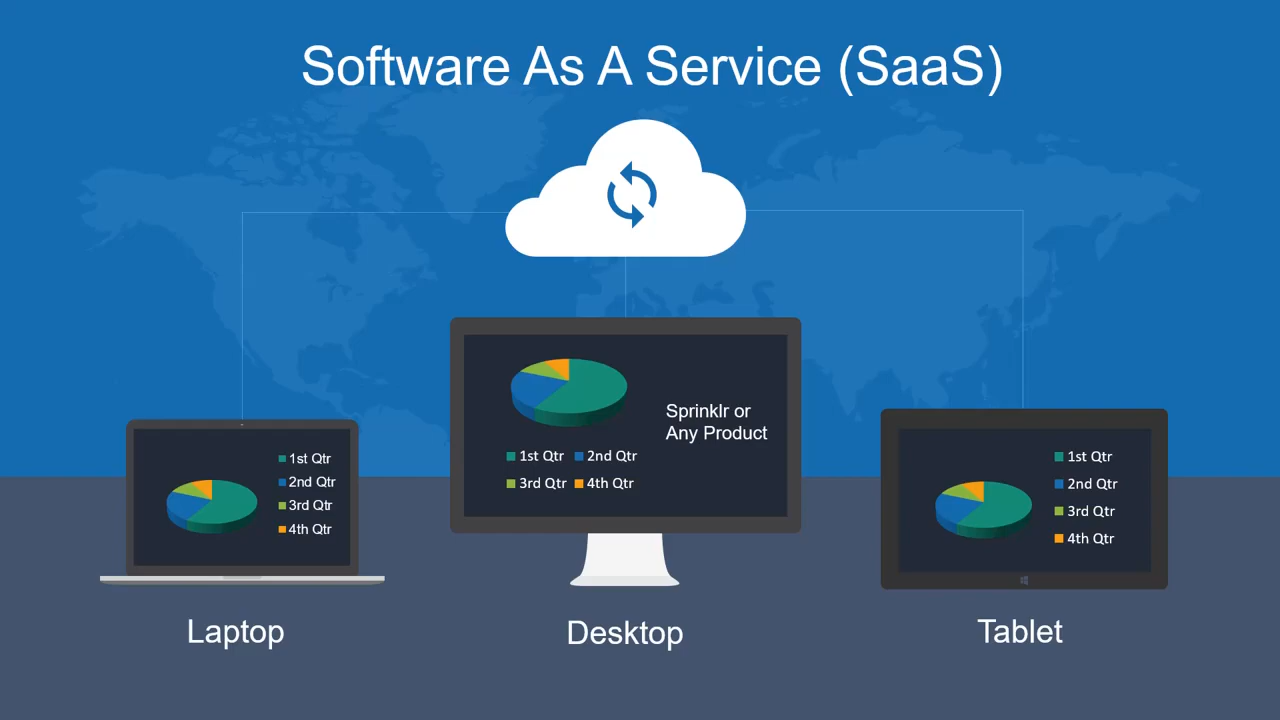 Software As A Service (SaaS)
1st Qtr
2nd Qtr
3rd Qtr
4th Qtr
Laptop
Sprinklr or
Any Product
1st Qtr 2nd Qtr
3rd Qtr 4th Qtr
Desktop
1st Qtr
2nd Qtr
3rd Qtr
4th Qtr
Tablet